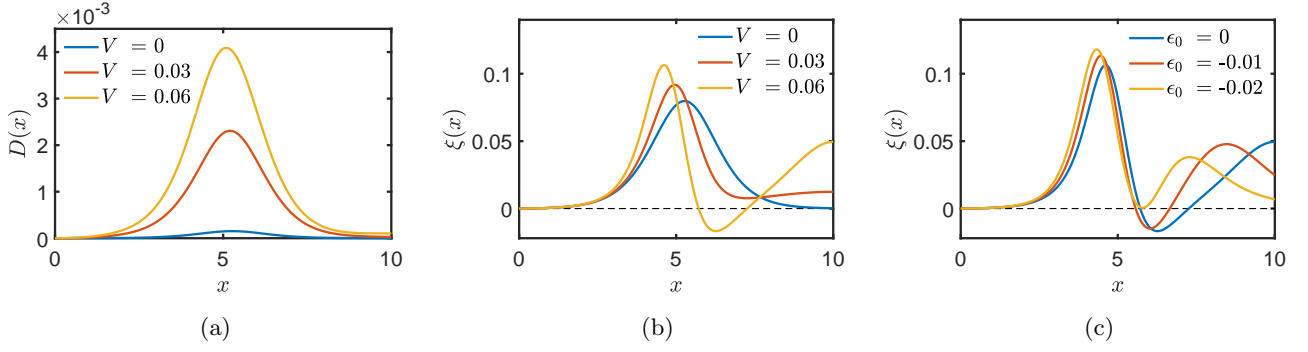 ×10⁻³
4
3
2
1
0
D(x)
V = 0
V = 0.03
V = 0.06
0 5 10
x
(a)
0.1
0.05
0
ξ(x)
V = 0
V = 0.03
V = 0.06
0 5 10
x
(b)
0.1
0.05
0
ξ(x)
ϵ₀ = 0
ϵ₀ = -0.01
ϵ₀ = -0.02
0 5 10
x
(c)